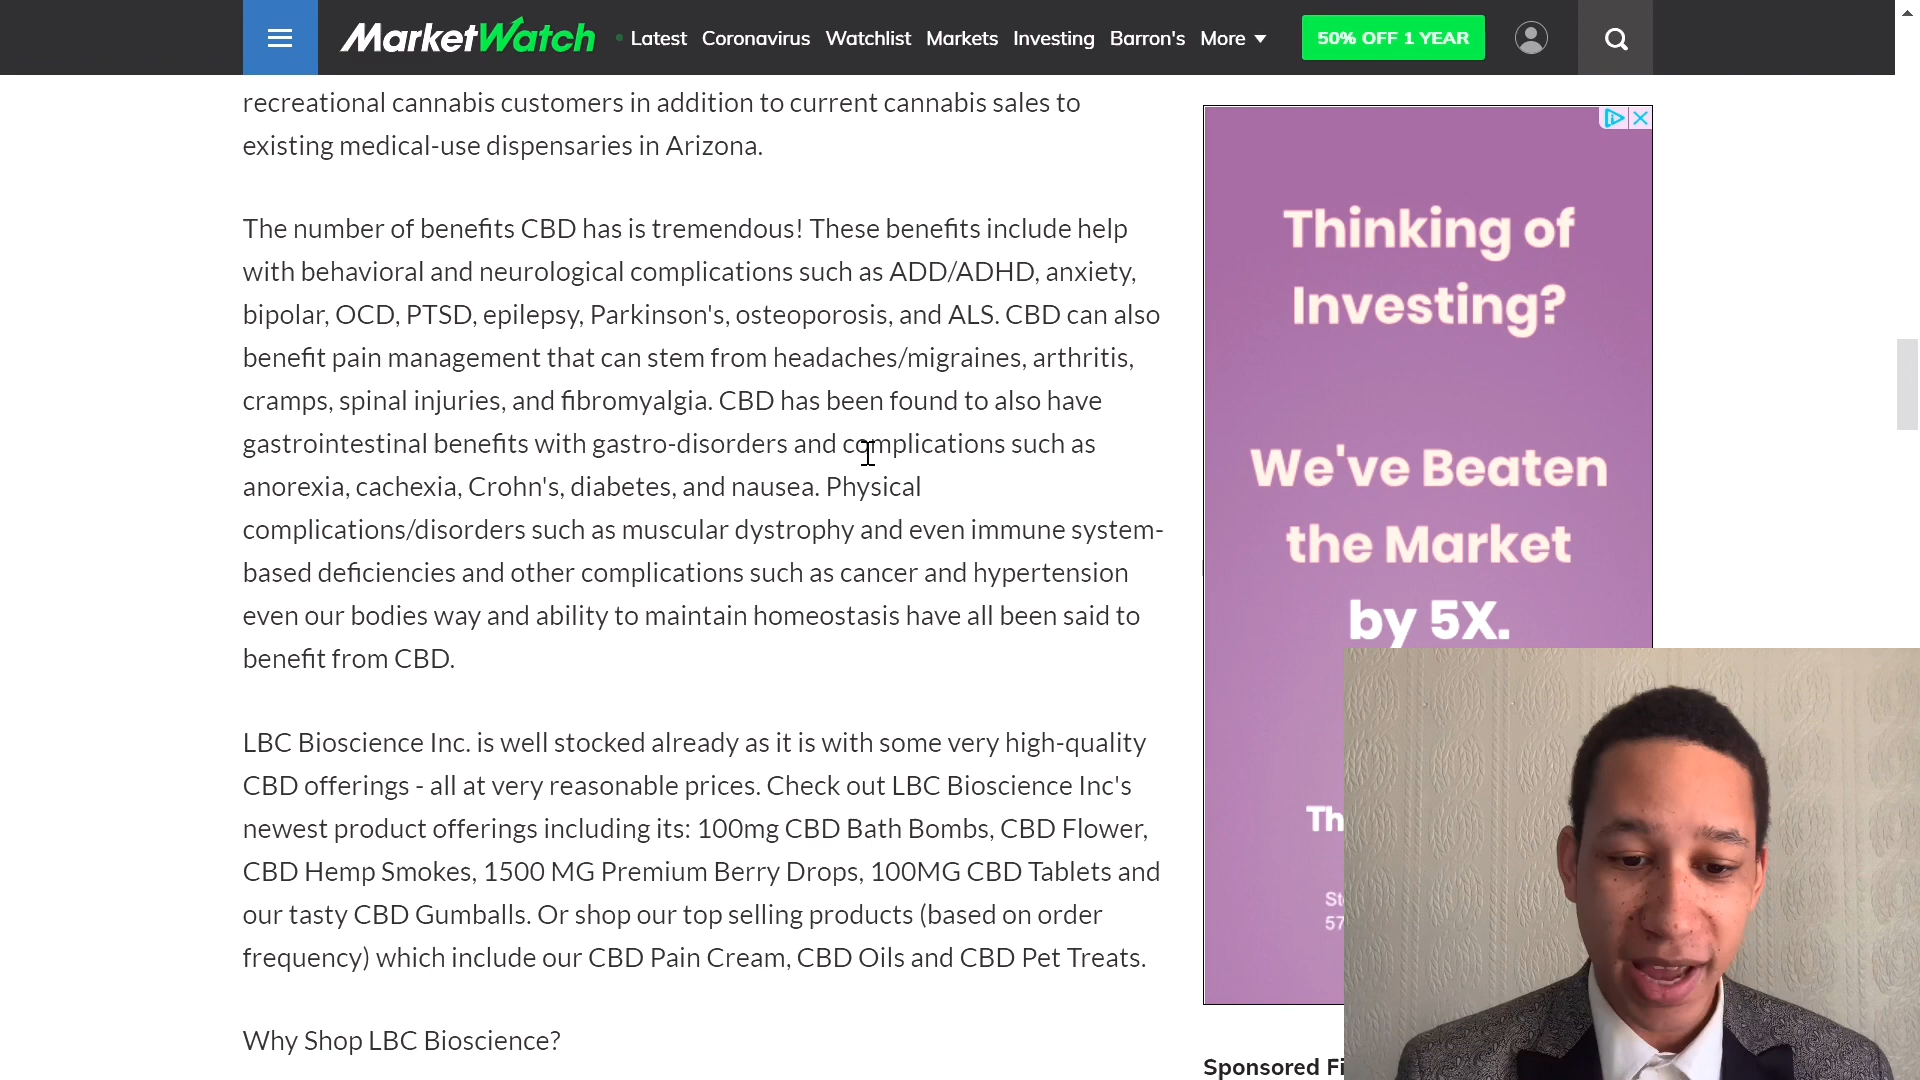 MarketWatch
Latest Coronavirus Watchlist Markets Investing Barron's More
50% OFF 1 YEAR
recreational cannabis customers in addition to current cannabis sales to
existing medical-use dispensaries in Arizona.
The number of benefits CBD has is tremendous! These benefits include help
with behavioral and neurological complications such as ADD/ADHD, anxiety,
bipolar, OCD, PTSD, epilepsy, Parkinson's, osteoporosis, and ALS. CBD can also
benefit pain management that can stem from headaches/migraines, arthritis,
cramps, spinal injuries, and fibromyalgia. CBD has been found to also have
gastrointestinal benefits with gastro-disorders and complications such as
anorexia, cachexia, Crohn's, diabetes, and nausea. Physical
complications/disorders such as muscular dystrophy and even immune system-
based deficiencies and other complications such as cancer and hypertension
even our bodies way and ability to maintain homeostasis have all been said to
benefit from CBD.
LBC Bioscience Inc. is well stocked already as it is with some very high-quality
CBD offerings - all at very reasonable prices. Check out LBC Bioscience Inc's
newest product offerings including its: 100mg CBD Bath Bombs, CBD Flower,
CBD Hemp Smokes, 1500 MG Premium Berry Drops, 100MG CBD Tablets and
our tasty CBD Gumballs. Or shop our top selling products (based on order
frequency) which include our CBD Pain Cream, CBD Oils and CBD Pet Treats.
Why Shop LBC Bioscience?
Thinking of
Investing?
We've Beaten
the Market
by 5X.
Th
St
57
Sponsored Fi